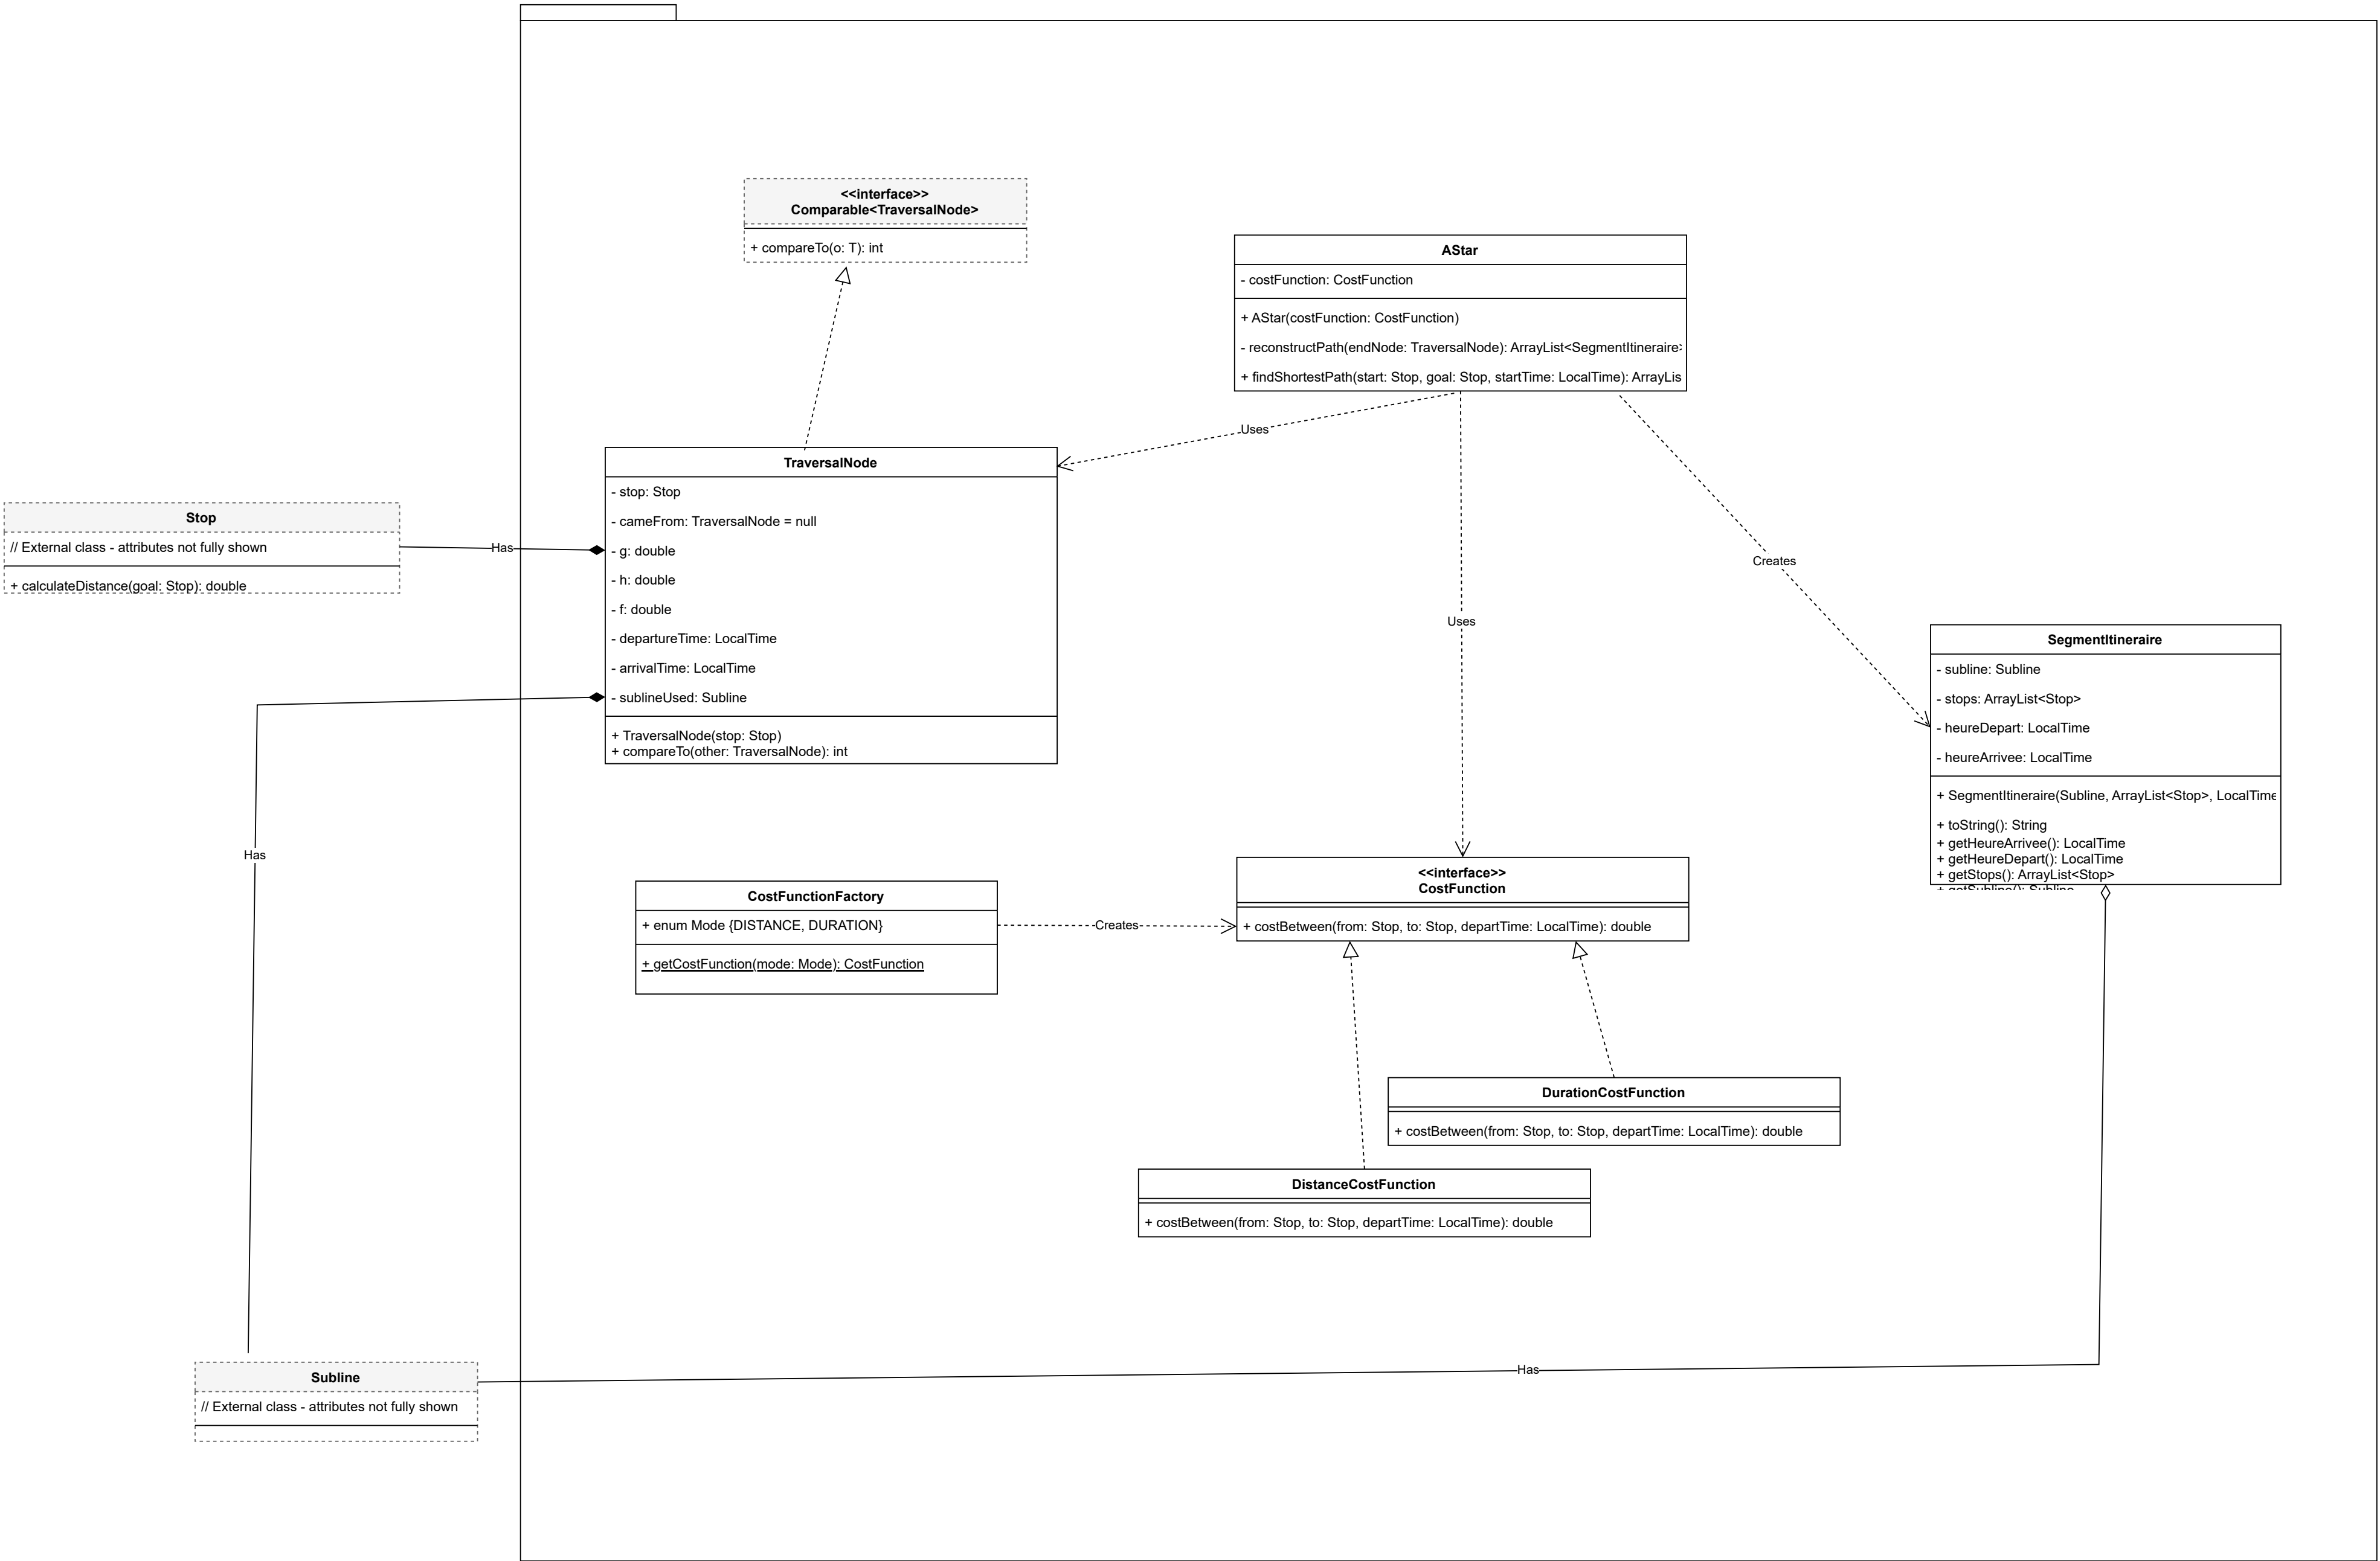 <<interface>>
Comparable<TraversalNode>
+ compareTo(o: T): int
AStar
- costFunction: CostFunction
+ AStar(costFunction: CostFunction)
- reconstructPath(endNode: TraversalNode): ArrayList<SegmentItineraire>
+ findShortestPath(start: Stop, goal: Stop, startTime: LocalTime): ArrayLis
Uses
TraversalNode
- stop: Stop
- cameFrom: TraversalNode = null
- g: double
- h: double
- f: double
- departureTime: LocalTime
- arrivalTime: LocalTime
- sublineUsed: Subline
+ TraversalNode(stop: Stop)
+ compareTo(other: TraversalNode): int
Stop
// External class - attributes not fully shown
+ calculateDistance(goal: Stop): double
Has
Creates
Uses
SegmentItineraire
- subline: Subline
- stops: ArrayList<Stop>
- heureDepart: LocalTime
- heureArrivee: LocalTime
+ SegmentItineraire(Subline, ArrayList<Stop>, LocalTime
+ toString(): String
+ getHeureArrivee(): LocalTime
+ getHeureDepart(): LocalTime
+ getStops(): ArrayList<Stop>
+ getSubline(): Subline
Has
CostFunctionFactory
+ enum Mode {DISTANCE, DURATION}
+ getCostFunction(mode: Mode): CostFunction
Creates
<<interface>>
CostFunction
+ costBetween(from: Stop, to: Stop, departTime: LocalTime): double
DurationCostFunction
+ costBetween(from: Stop, to: Stop, departTime: LocalTime): double
DistanceCostFunction
+ costBetween(from: Stop, to: Stop, departTime: LocalTime): double
Has
Subline
// External class - attributes not fully shown